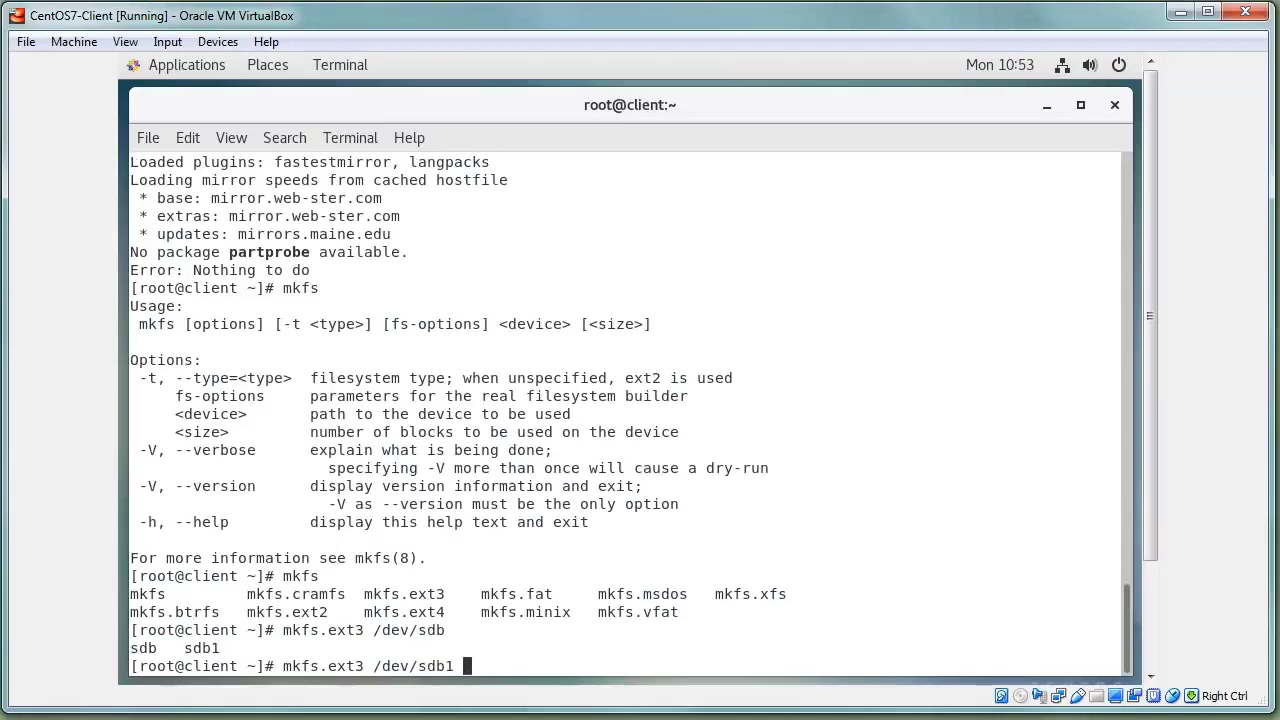 CentOS7-Client [Running] - Oracle VM VirtualBox
File Machine View Input Devices Help
Applications Places Terminal Mon 10:53
root@client:~
File Edit View Search Terminal Help
Loaded plugins: fastestmirror, langpacks
Loading mirror speeds from cached hostfile
* base: mirror.web-ster.com
* extras: mirror.web-ster.com
* updates: mirrors.maine.edu
No package partprobe available.
Error: Nothing to do
[root@client ~]# mkfs
Usage:
mkfs [options] [-t <type>] [fs-options] <device> [<size>]
Options:
-t, --type=<type> filesystem type; when unspecified, ext2 is used
fs-options parameters for the real filesystem builder
<device> path to the device to be used
<size> number of blocks to be used on the device
-V, --verbose explain what is being done;
specifying -V more than once will cause a dry-run
-V, --version display version information and exit;
-V as --version must be the only option
-h, --help display this help text and exit
For more information see mkfs(8).
[root@client ~]# mkfs
mkfs mkfs.cramfs mkfs.ext3 mkfs.fat mkfs.msdos mkfs.xfs
mkfs.btrfs mkfs.ext2 mkfs.ext4 mkfs.minix mkfs.vfat
[root@client ~]# mkfs.ext3 /dev/sdb
sdb sdb1
[root@client ~]# mkfs.ext3 /dev/sdb1
Right Ctrl